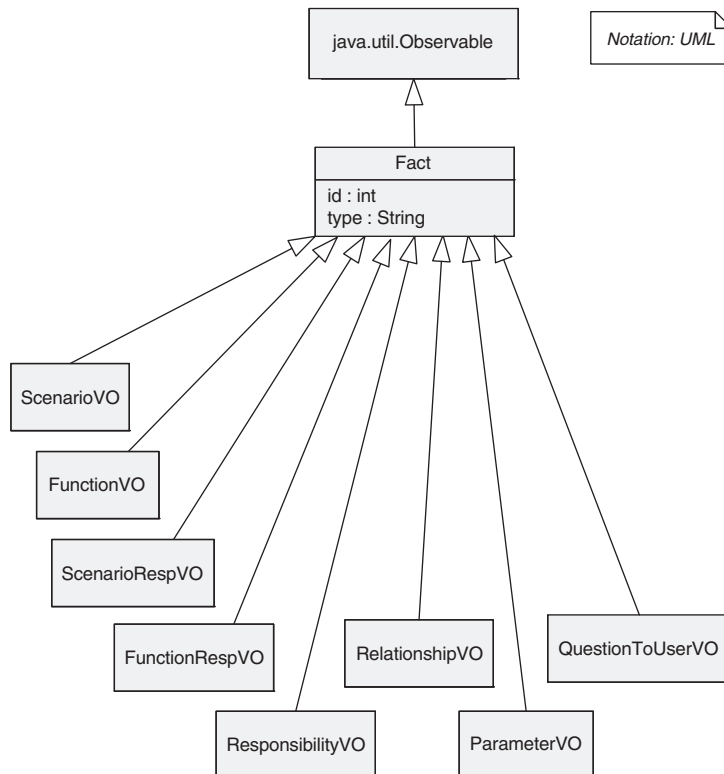 java.util.Observable
Notation: UML
Fact
id : int
type : String
ScenarioVO
FunctionVO
ScenarioRespVO
FunctionRespVO
RelationshipVO
QuestionToUserVO
ResponsibilityVO
ParameterVO